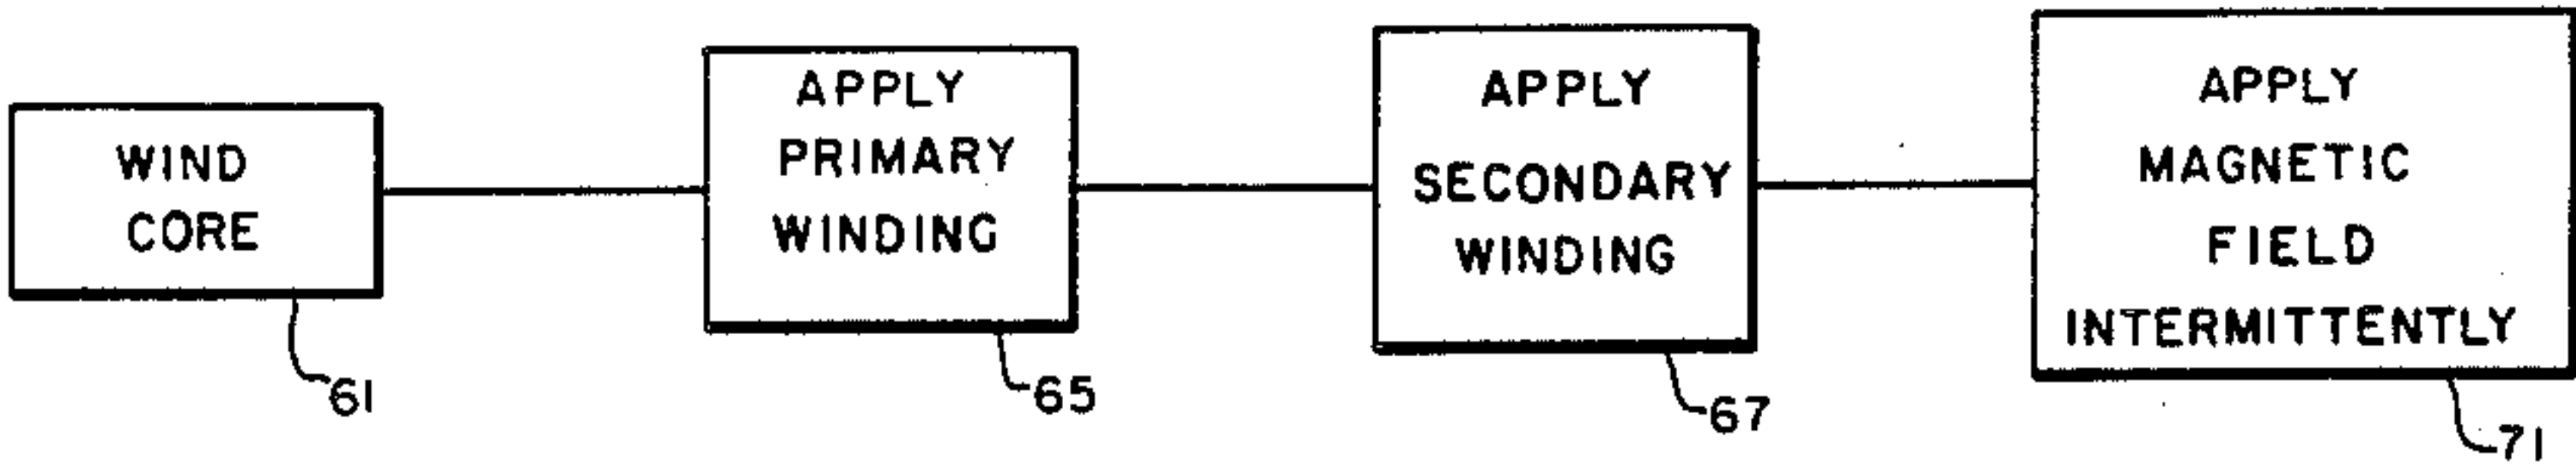 WIND
CORE
61
APPLY
PRIMARY
WINDING
65
APPLY
SECONDARY
WINDING
67
APPLY
MAGNETIC
FIELD
INTERMITTENTLY
71